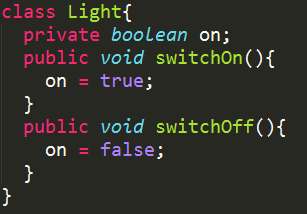 class Light{
  private boolean on;
  public void switchOn(){
    on = true;
  }
  public void switchOff(){
    on = false;
  }
}